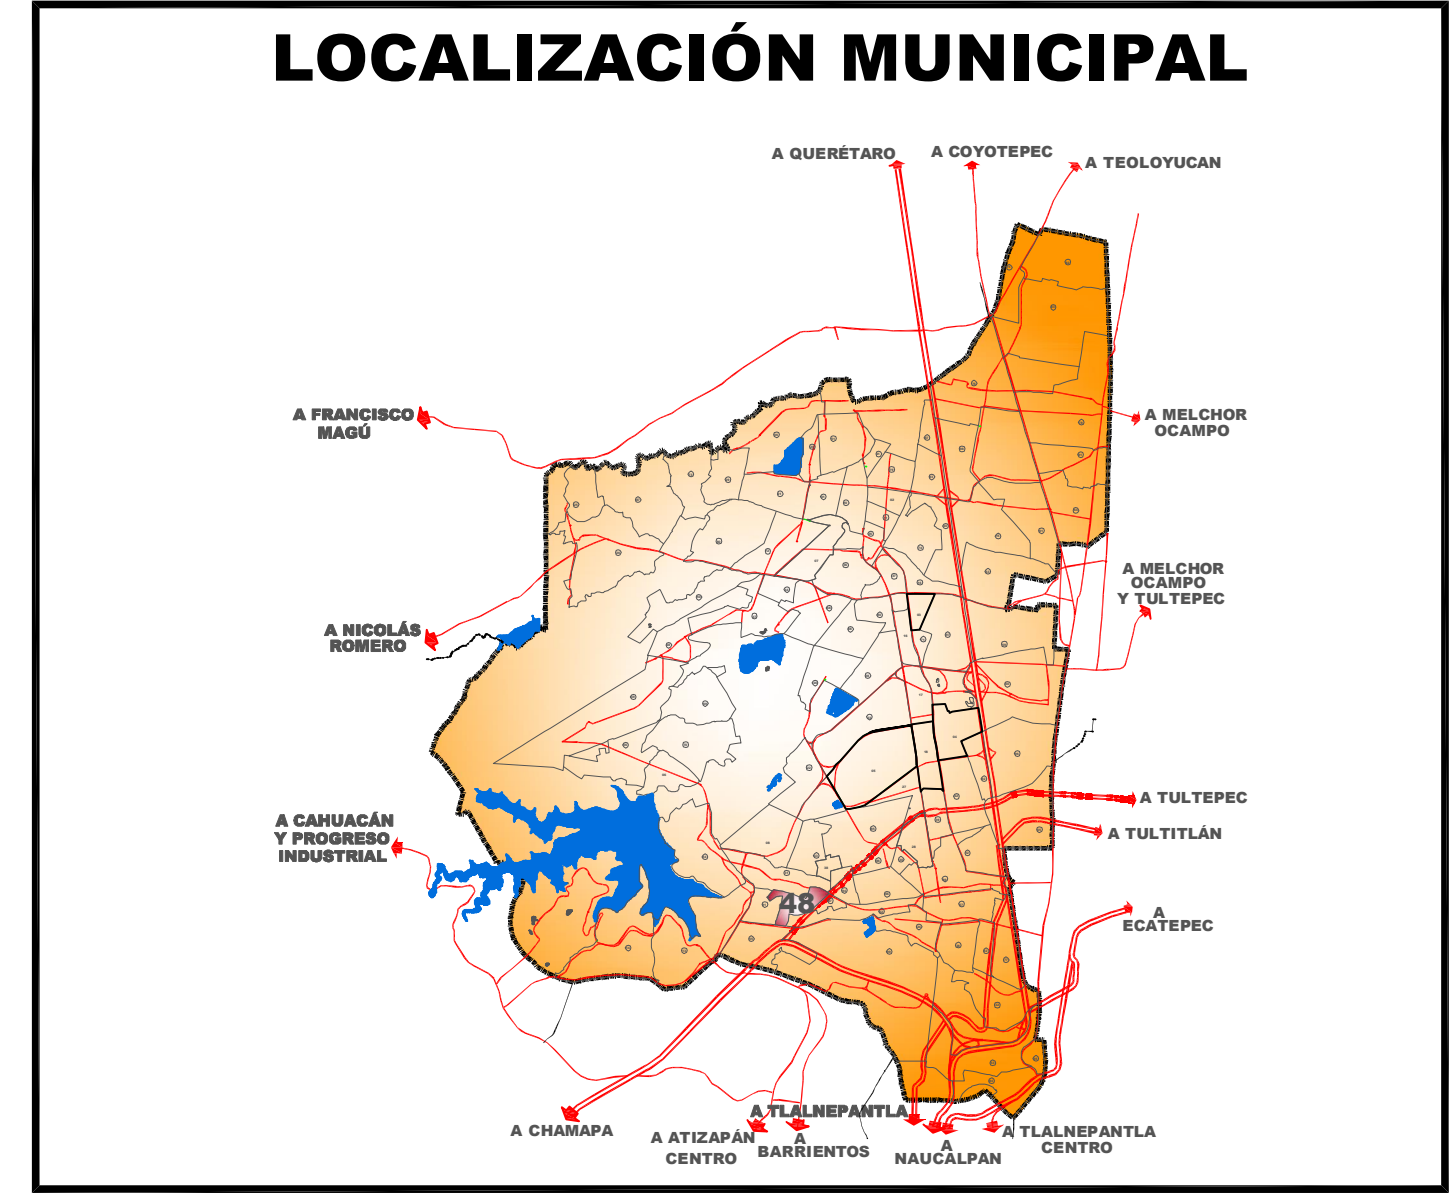 LOCALIZACIÓN MUNICIPAL
A QUERÉTARO
A COYOTEPEC
A TEOLOYUCAN
A FRANCISCO
MAGÚ
A MELCHOR
OCAMPO
A MELCHOR
OCAMPO
Y TULTEPEC
A NICOLÁS
ROMERO
A TULTEPEC
A TULTITLÁN
A CAHUACÁN
Y PROGRESO
INDUSTRIAL
48
A
ECATEPEC
A CHAMAPA
A ATIZAPÁN
CENTRO
A TLALNEPANTLA
A
BARRIENTOS
A
NAUCALPAN
A TLALNEPANTLA
CENTRO